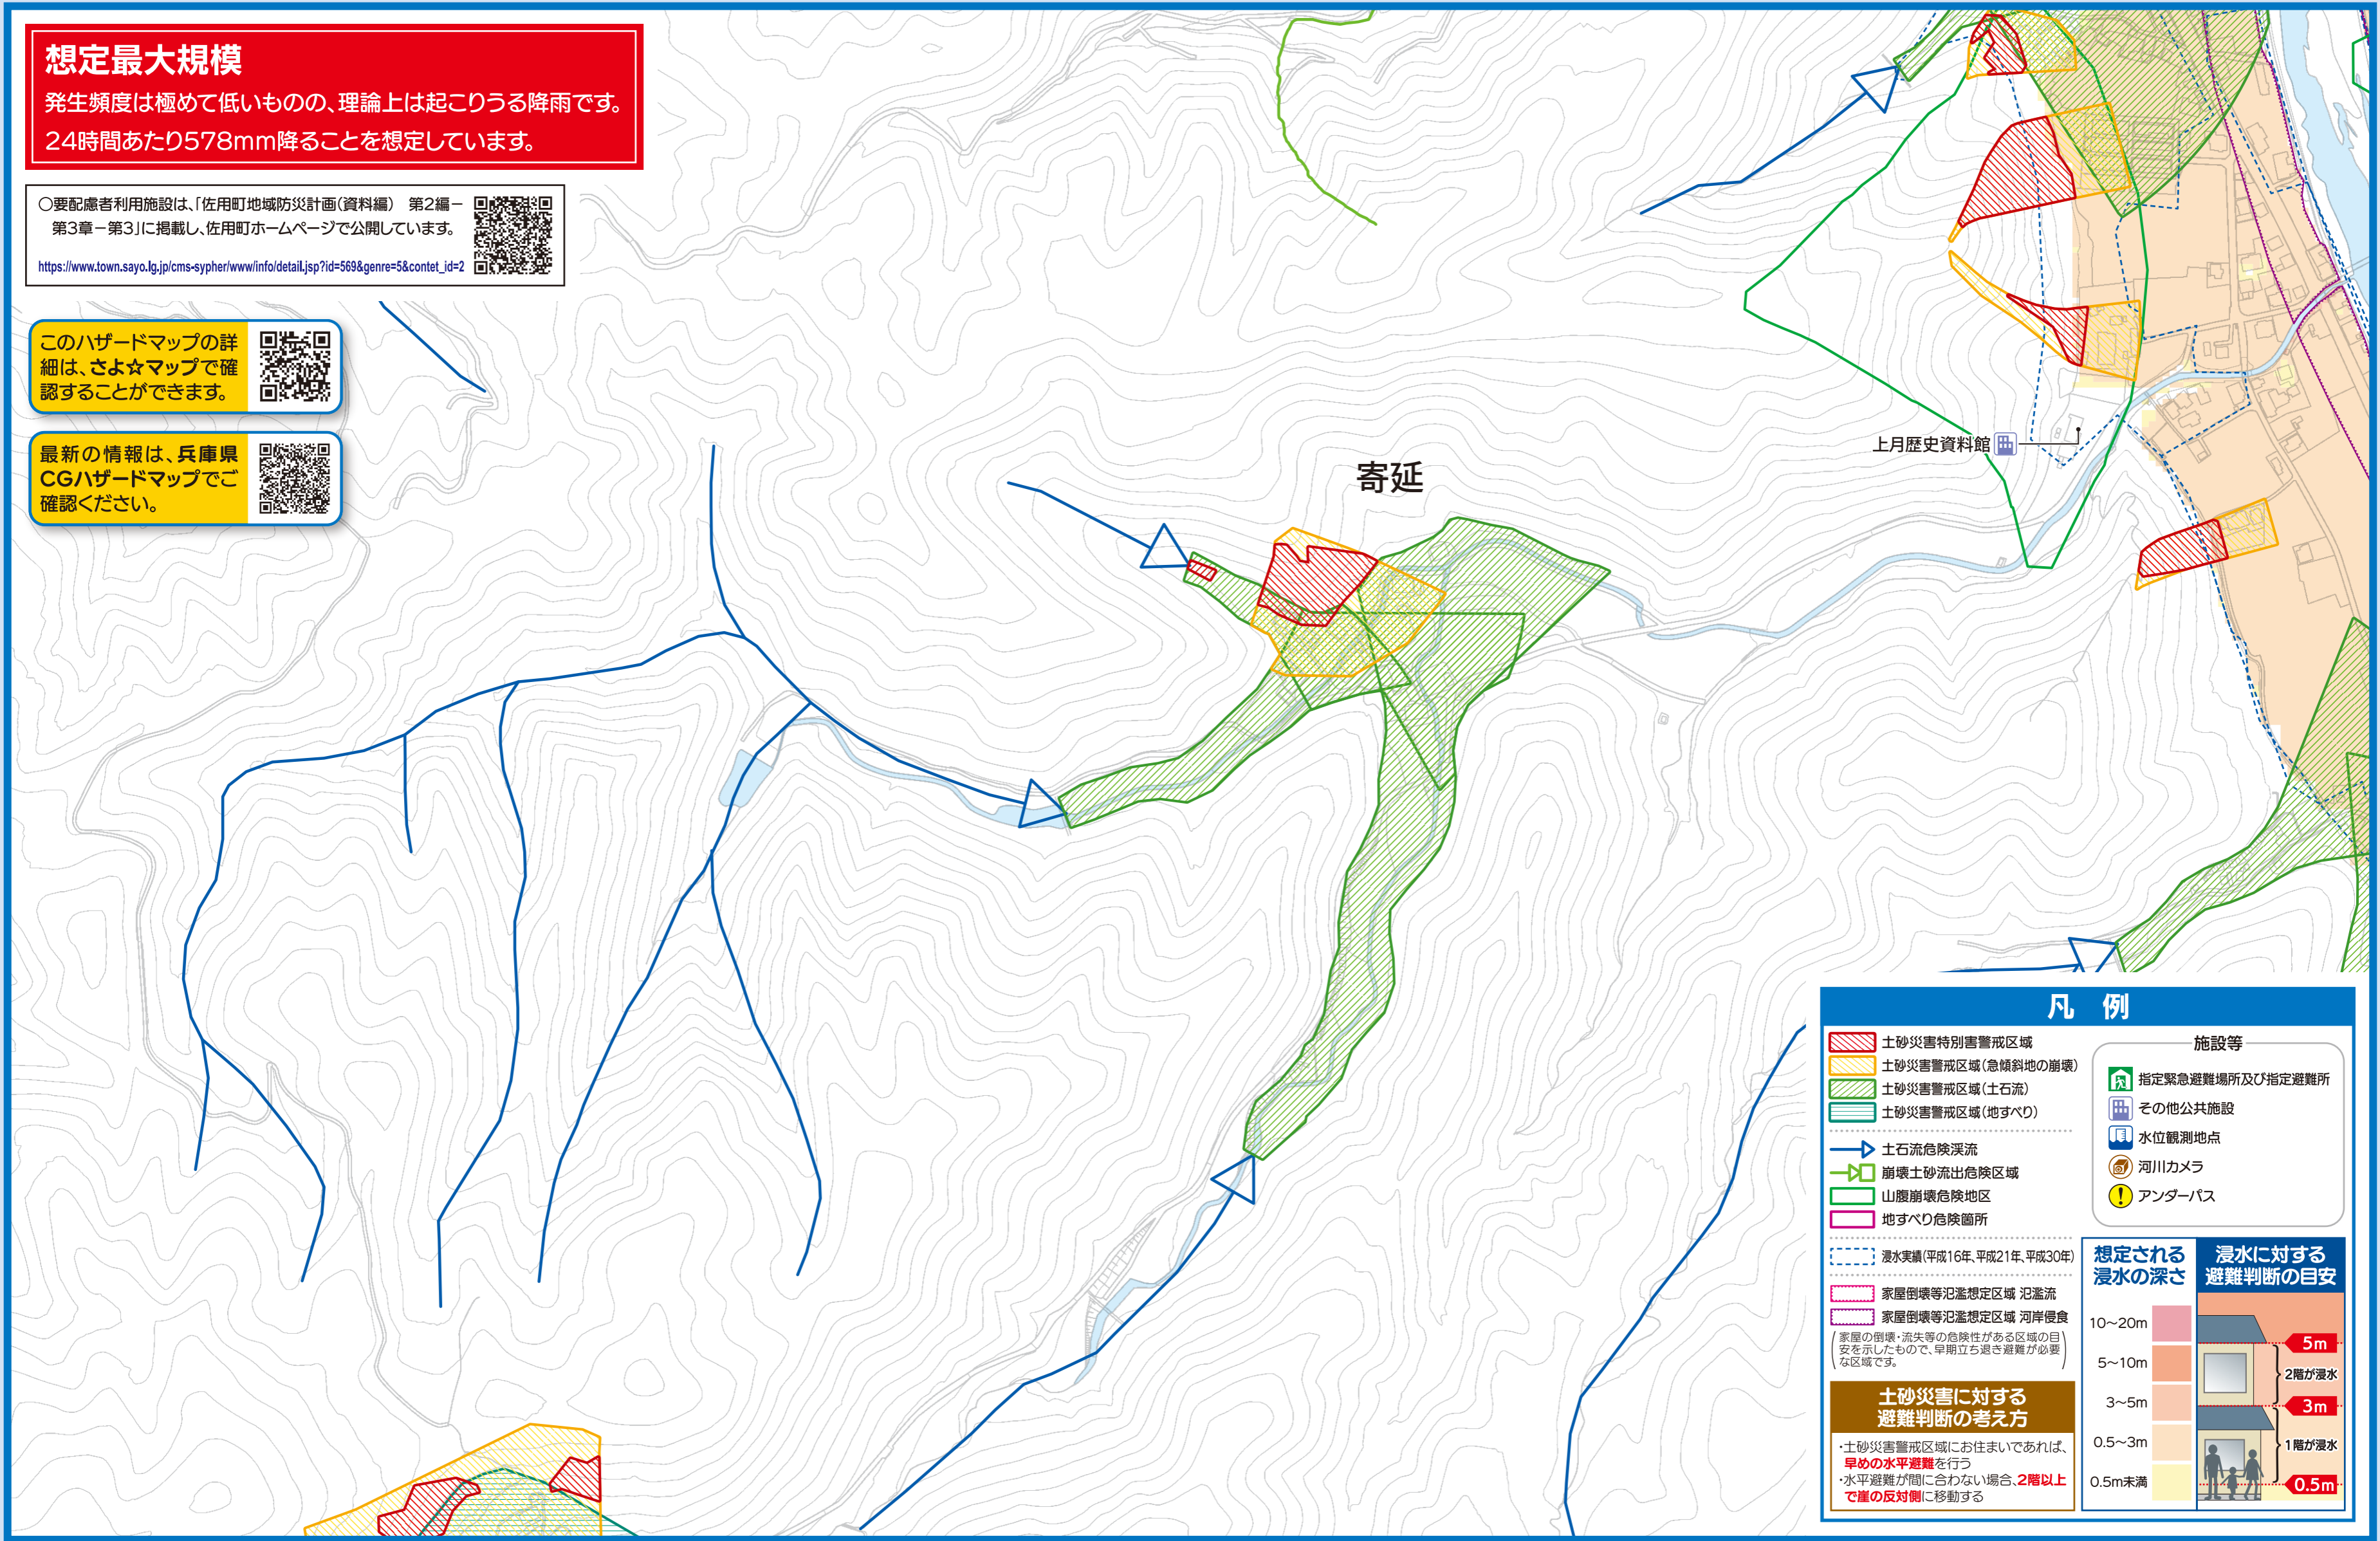 想定最大規模
発生頻度は極めて低いものの、理論上は起こりうる降雨です。
24時間あたり578mm降ることを想定しています。
○要配慮者利用施設は、「佐用町地域防災計画(資料編)　第2編－
第3章－第3」に掲載し、佐用町ホームページで公開しています。
https://www.town.sayo.lg.jp/cms-sypher/www/info/detail.jsp?id=569&genre=5&contet_id=2
このハザードマップの詳
細は、さよ☆マップで確
認することができます。
最新の情報は、兵庫県
CGハザードマップでご
確認ください。
上月歴史資料館
寄延
凡 例
土砂災害特別害警戒区域
土砂災害警戒区域(急傾斜地の崩壊)
土砂災害警戒区域(土石流)
土砂災害警戒区域(地すべり)
土石流危険渓流
崩壊土砂流出危険区域
山腹崩壊危険地区
地すべり危険箇所
浸水実績(平成16年、平成21年、平成30年)
家屋倒壊等氾濫想定区域 氾濫流
家屋倒壊等氾濫想定区域 河岸侵食
(家屋の倒壊・流失等の危険性がある区域の目
安を示したもので、早期立ち退き避難が必要
な区域です。)
土砂災害に対する
避難判断の考え方
・土砂災害警戒区域にお住まいであれば、
早めの水平避難を行う
・水平避難が間に合わない場合、2階以上
で崖の反対側に移動する
施設等
指定緊急避難場所及び指定避難所
その他公共施設
水位観測地点
河川カメラ
アンダーパス
想定される
浸水の深さ
10～20m
5～10m
3～5m
0.5～3m
0.5m未満
浸水に対する
避難判断の目安
5m
2階が浸水
3m
1階が浸水
0.5m